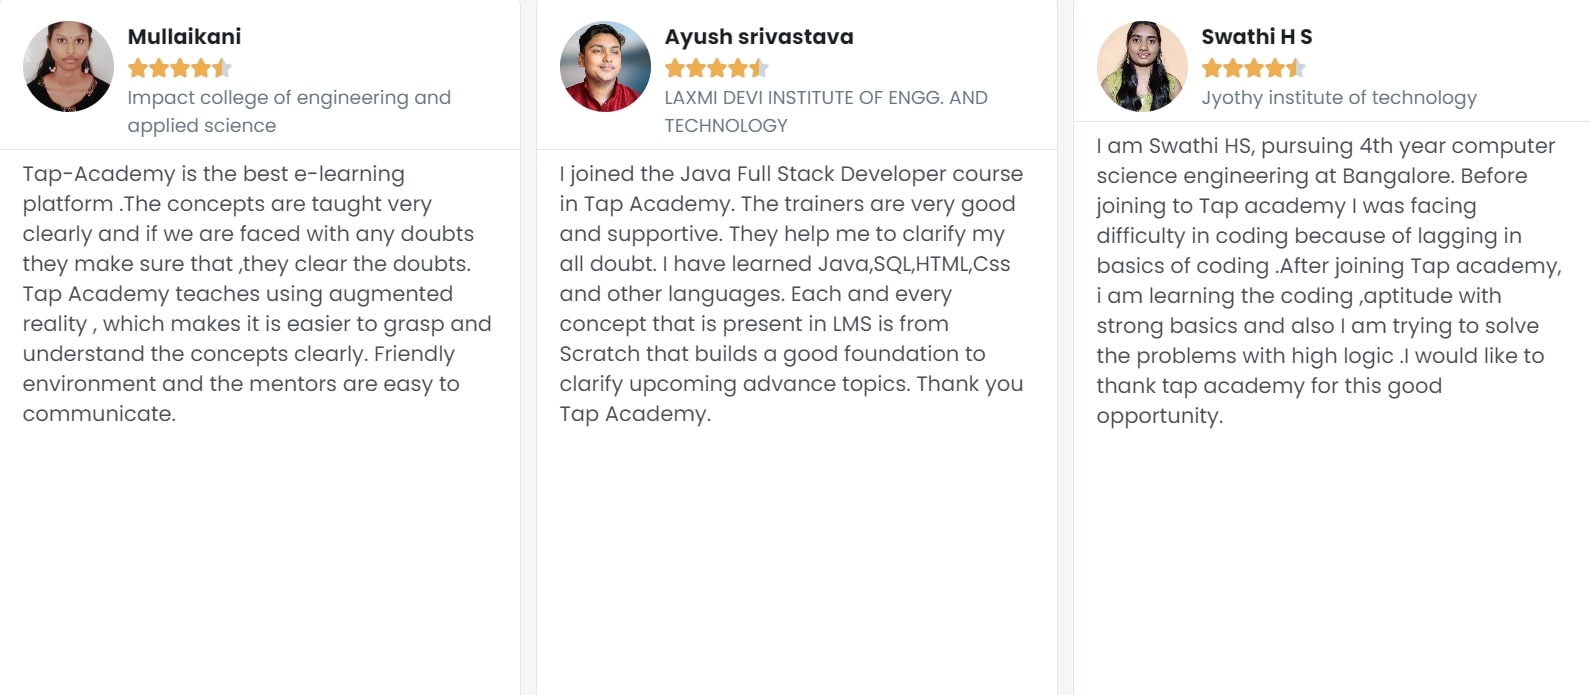 Mullaikani
Impact college of engineering and
applied science
Tap-Academy is the best e-learning
platform .The concepts are taught very
clearly and if we are faced with any doubts
they make sure that ,they clear the doubts.
Tap Academy teaches using augmented
reality , which makes it is easier to grasp and
understand the concepts clearly. Friendly
environment and the mentors are easy to
communicate.
Ayush srivastava
LAXMI DEVI INSTITUTE OF ENGG. AND
TECHNOLOGY
I joined the Java Full Stack Developer course
in Tap Academy. The trainers are very good
and supportive. They help me to clarify my
all doubt. I have learned Java,SQL,HTML,Css
and other languages. Each and every
concept that is present in LMS is from
Scratch that builds a good foundation to
clarify upcoming advance topics. Thank you
Tap Academy.
Swathi H S
Jyothy institute of technology
I am Swathi HS, pursuing 4th year computer
science engineering at Bangalore. Before
joining to Tap academy I was facing
difficulty in coding because of lagging in
basics of coding .After joining Tap academy,
i am learning the coding ,aptitude with
strong basics and also I am trying to solve
the problems with high logic .I would like to
thank tap academy for this good
opportunity.